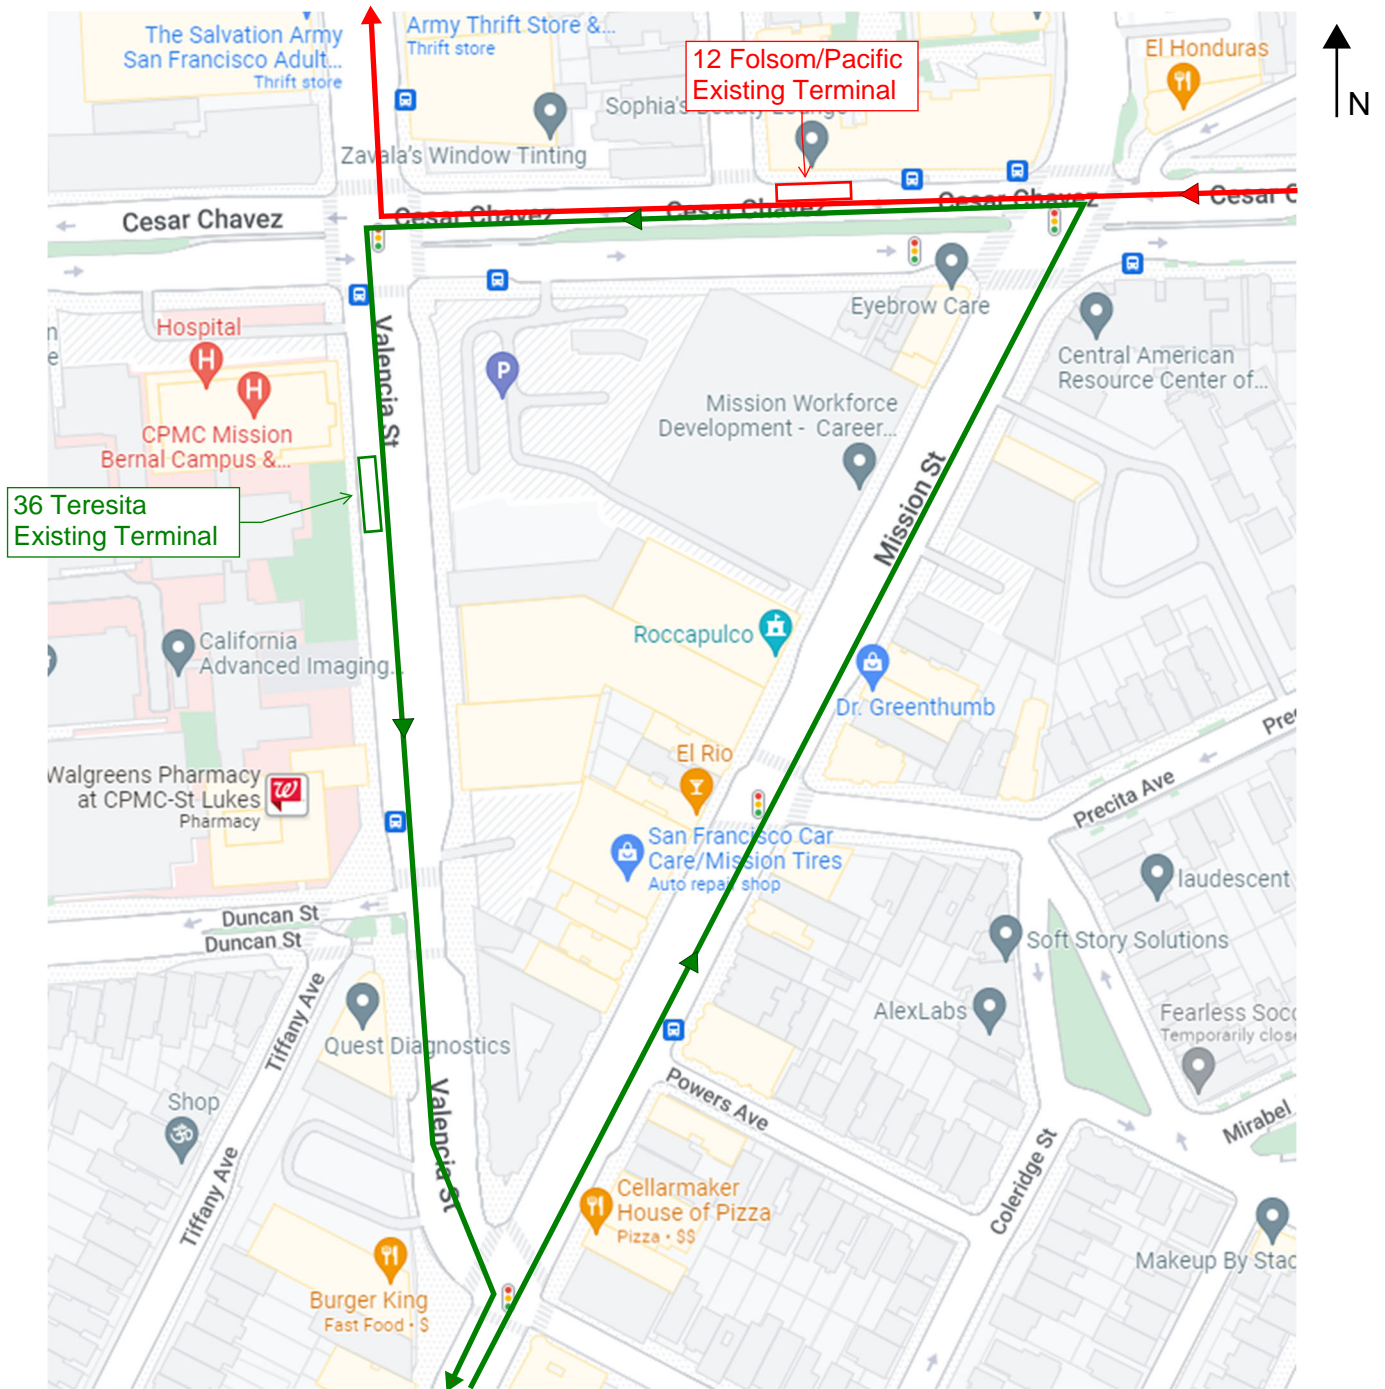 The Salvation Army
San Francisco Adult...
Thrift store
Army Thrift Store &...
Thrift store
12 Folsom/Pacific
Existing Terminal
El Honduras
N
Sophia's Beauty Lounge
Zavala's Window Tinting
Cesar Chavez
Cesar Chavez
Cesar Chavez
Cesar Chavez
Cesar C
Eyebrow Care
Hospital
n
e
Valencia St
P
Central American
Resource Center of...
Mission Workforce
Development - Career...
CPMC Mission
Bernal Campus &...
Mission St
36 Teresita
Existing Terminal
California
Advanced Imaging...
Roccapulco
Dr. Greenthumb
Pre
El Rio
Walgreens Pharmacy
at CPMC-St Lukes
Pharmacy
Precita Ave
San Francisco Car
Care/Mission Tires
Auto repair shop
laudescent
Duncan St
Duncan St
Soft Story Solutions
Tiffany Ave
AlexLabs
Fearless Socc
Temporarily close
Quest Diagnostics
Powers Ave
Valencia St
Shop
Mirabel
Coleridge St
Tiffany Ave
Cellarmaker
House of Pizza
Pizza • $$
Makeup By Stac
Burger King
Fast Food • $